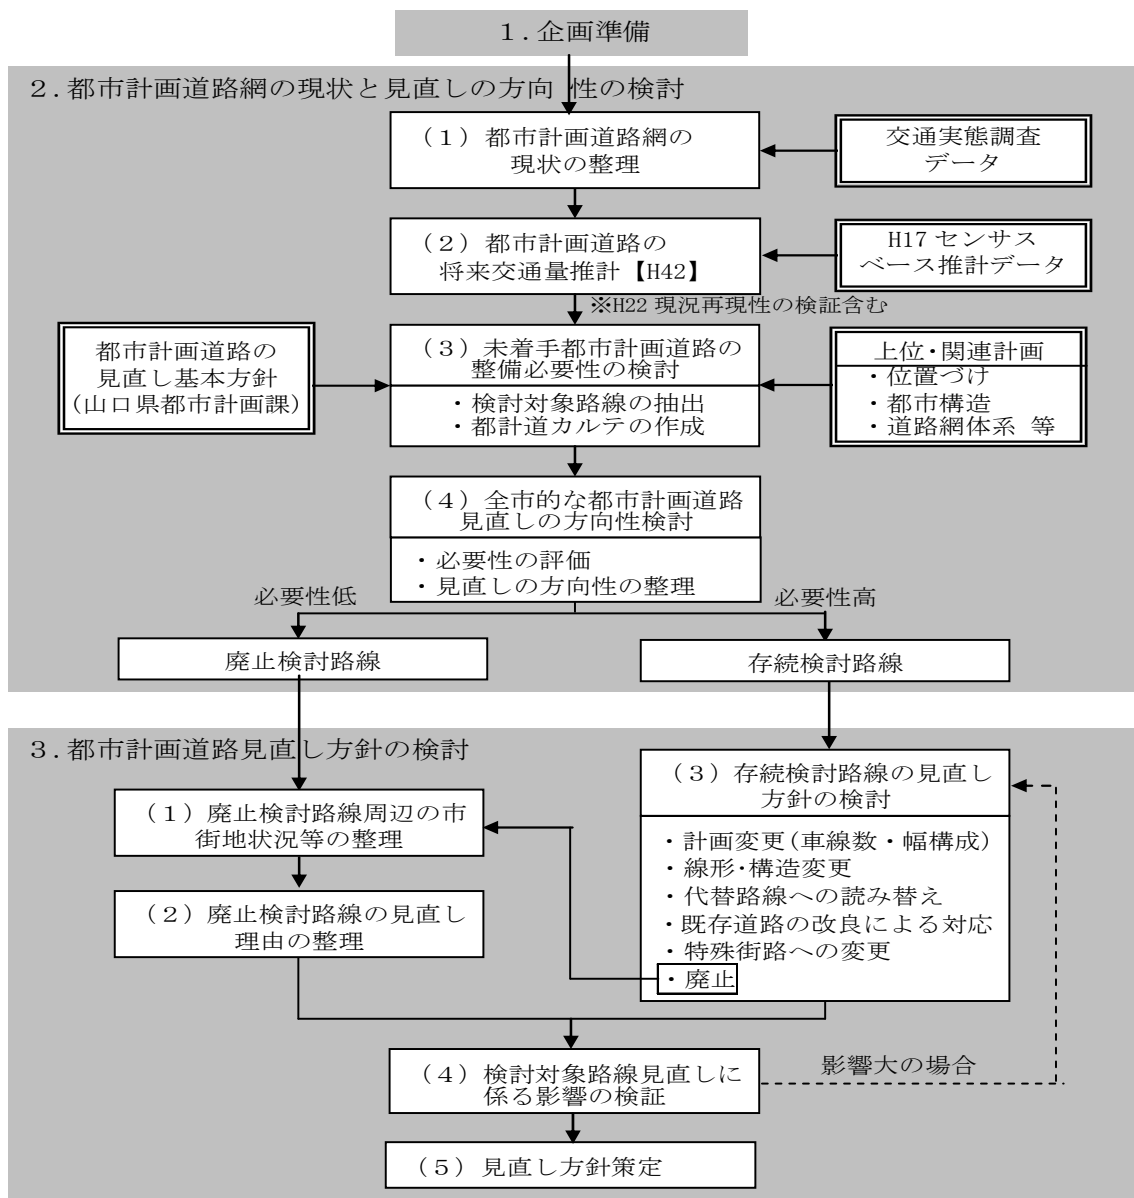 1.企画準備
2.都市計画道路網の現状と見直しの方向 性の検討
(1)都市計画道路網の
現状の整理
交通実態調査
データ
(2)都市計画道路の
将来交通量推計【H42】
H17 センサス
ベース推計データ
※H22 現況再現性の検証含む
都市計画道路の
見直し基本方針
(山口県都市計画課)
(3)未着手都市計画道路の
整備必要性の検討
・検討対象路線の抽出
・都計道カルテの作成
上位・関連計画
・位置づけ
・都市構造
・道路網体系 等
(4)全市的な都市計画道路
見直しの方向性検討
・必要性の評価
・見直しの方向性の整理
必要性低
必要性高
廃止検討路線
存続検討路線
3.都市計画道路見直し方針の検討
(1)廃止検討路線周辺の市
街地状況等の整理
(2)廃止検討路線の見直し
理由の整理
(3)存続検討路線の見直し
方針の検討
・計画変更(車線数・幅構成)
・線形・構造変更
・代替路線への読み替え
・既存道路の改良による対応
・特殊街路への変更
・廃止
(4)検討対象路線見直しに
係る影響の検証
影響大の場合
(5)見直し方針策定